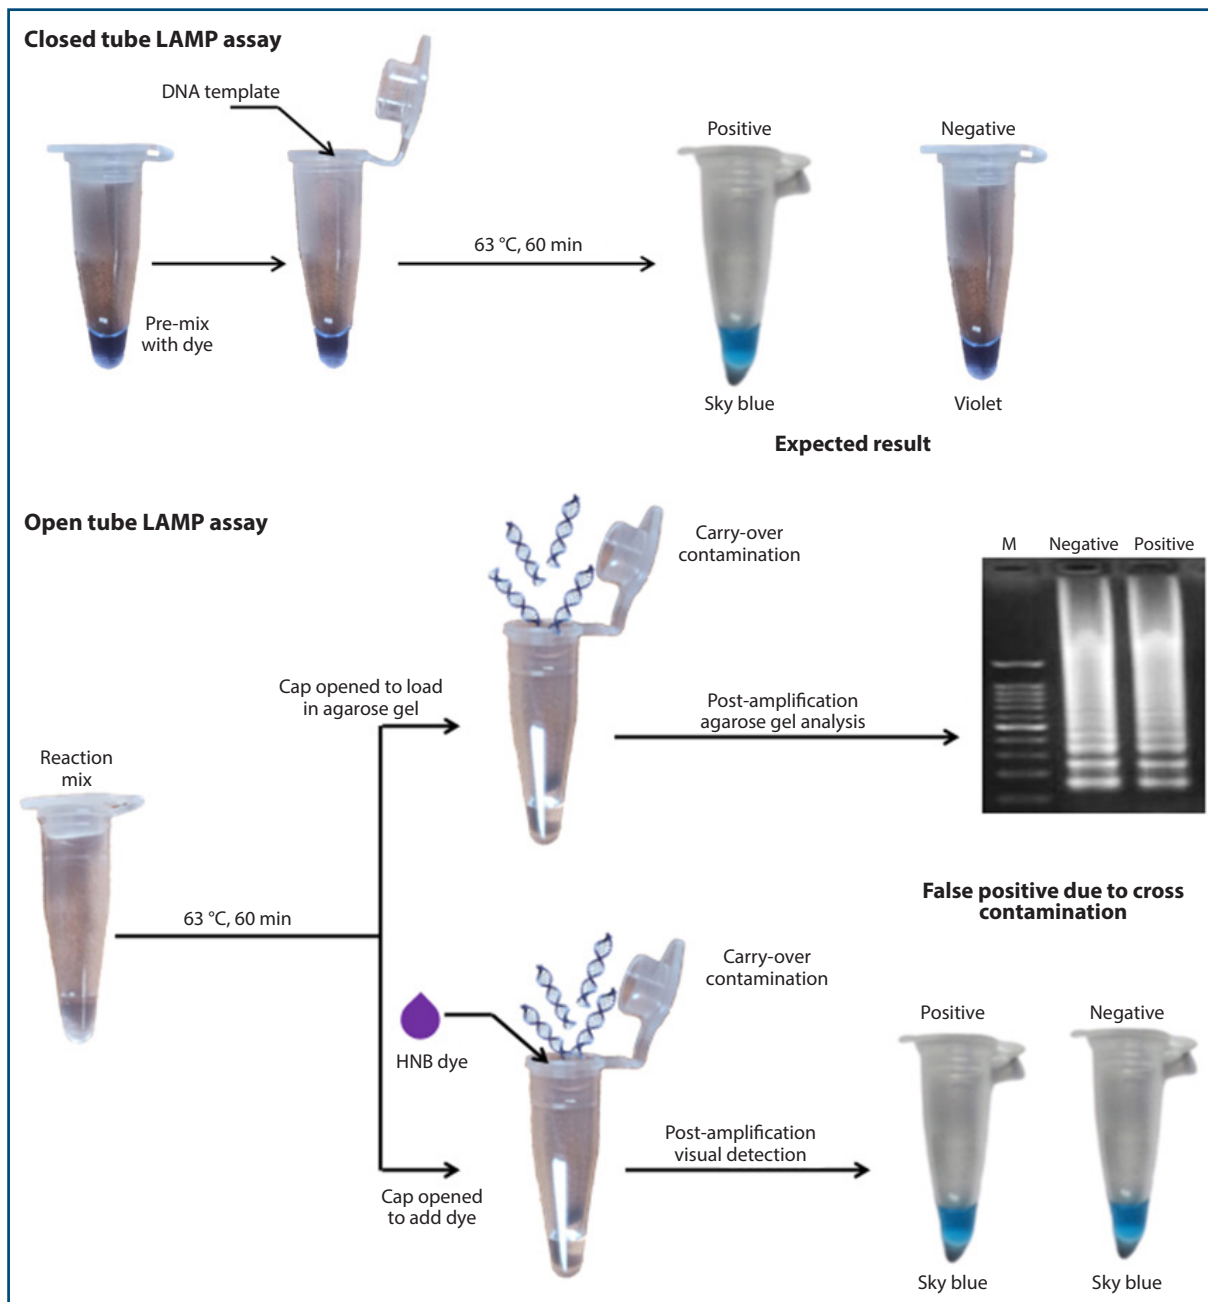 Closed tube LAMP assay
DNA template
Positive
Negative
63 °C, 60 min
Pre-mix
with dye
Sky blue
Violet
Expected result
Open tube LAMP assay
Carry-over
contamination
M
Negative
Positive
Cap opened to load
in agarose gel
Post-amplification
agarose gel analysis
Reaction
mix
63 °C, 60 min
False positive due to cross
contamination
Carry-over
contamination
HNB dye
Positive
Negative
Post-amplification
visual detection
Cap opened
to add dye
Sky blue
Sky blue